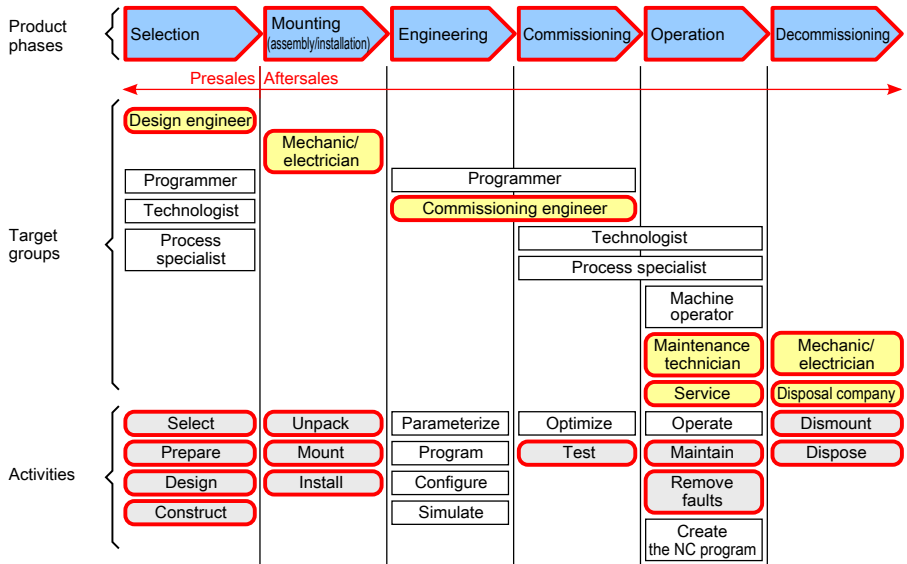 Product
phases
Selection
Mounting
(assembly/installation)
Engineering
Commissioning
Operation
Decommissioning
Presales
Aftersales
Target
groups
Design engineer
Mechanic/
electrician
Programmer
Programmer
Technologist
Commissioning engineer
Process
specialist
Technologist
Process specialist
Machine
operator
Maintenance
technician
Mechanic/
electrician
Service
Disposal company
Activities
Select
Unpack
Parameterize
Optimize
Operate
Dismount
Prepare
Mount
Program
Test
Maintain
Dispose
Design
Install
Configure
Remove
faults
Construct
Simulate
Create
the NC program